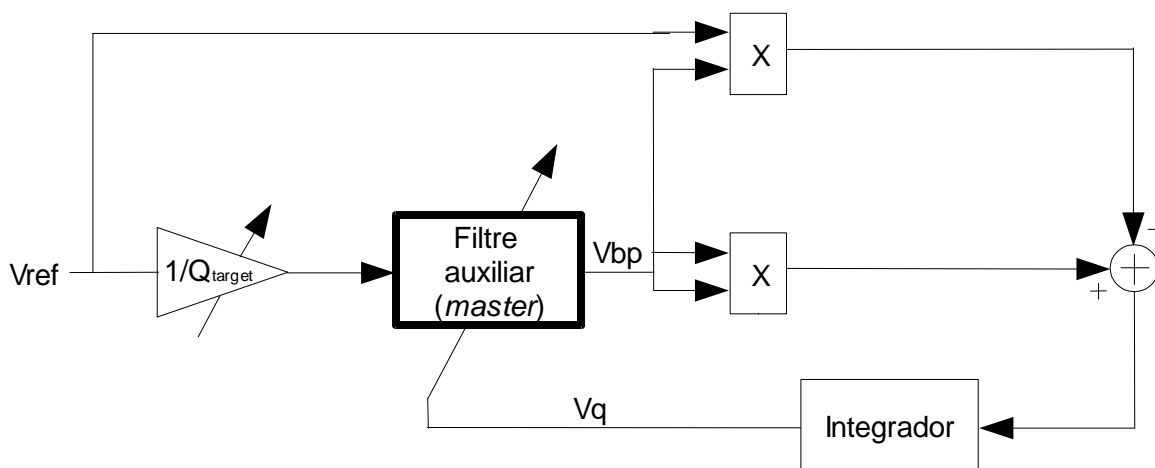 X
−
Vref
1/Qtarget
Filtre
auxiliar
(master)
Vbp
X
+
+
Vq
Integrador